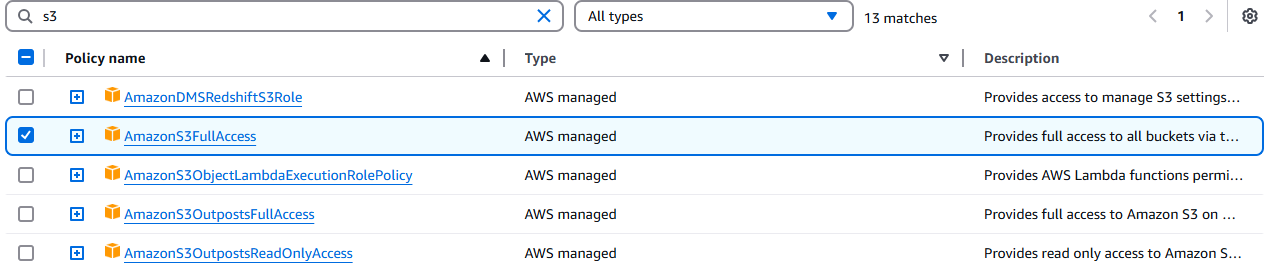 s3 All types 13 matches 1
Policy name Type Description
AmazonDMSRedshiftS3Role AWS managed Provides access to manage S3 settings...
AmazonS3FullAccess AWS managed Provides full access to all buckets via t...
AmazonS3ObjectLambdaExecutionRolePolicy AWS managed Provides AWS Lambda functions permi...
AmazonS3OutpostsFullAccess AWS managed Provides full access to Amazon S3 on ...
AmazonS3OutpostsReadOnlyAccess AWS managed Provides read only access to Amazon S...